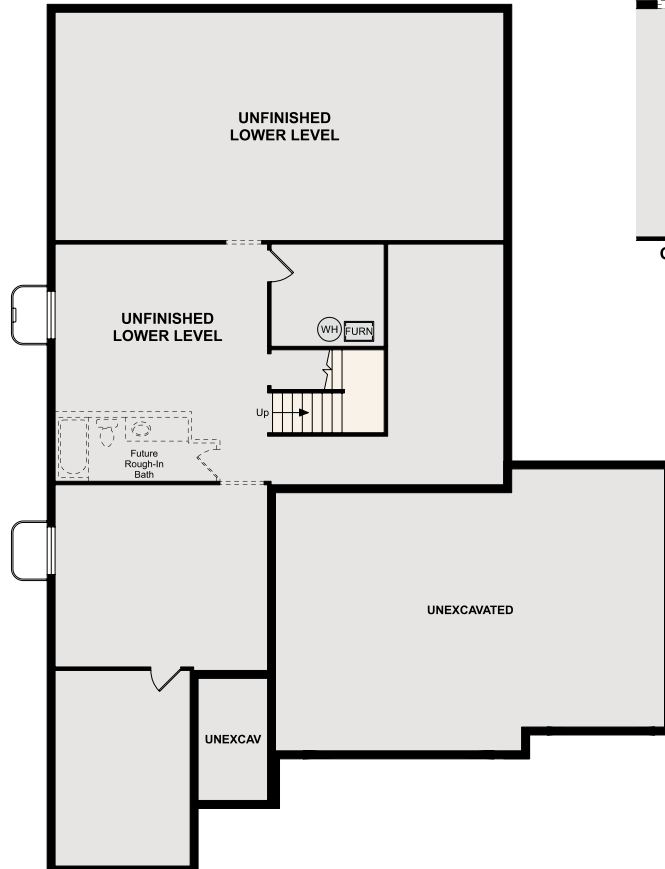 UNFINISHED
LOWER LEVEL
UNFINISHED
LOWER LEVEL
WH
FURN
Up
Future
Rough-In
Bath
UNEXCAVATED
UNEXCAV